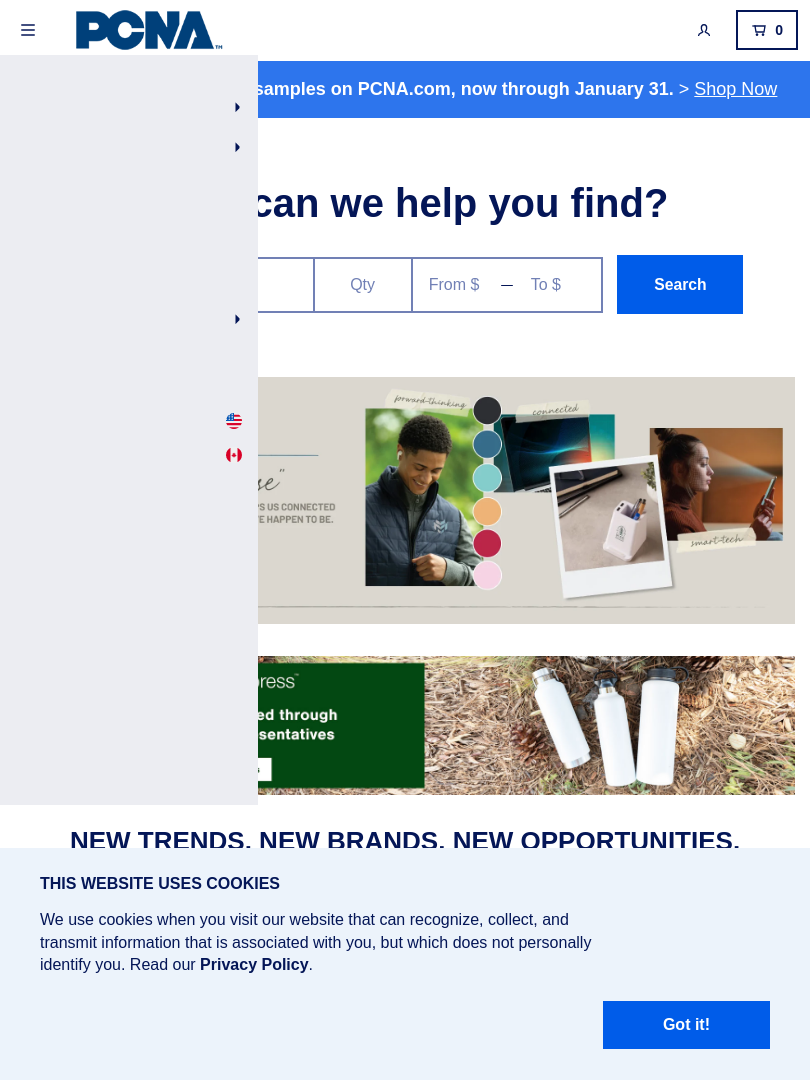 PCNA™
0
samples on PCNA.com, now through January 31. > Shop Now
can we help you find?
Qty
From $ — To $
Search
forward-thinking
connected
PS US CONNECTED
E HAPPEN TO BE.
smart-tech
ress™
ed through
sentatives
NEW TRENDS. NEW BRANDS. NEW OPPORTUNITIES.
THIS WEBSITE USES COOKIES
We use cookies when you visit our website that can recognize, collect, and
transmit information that is associated with you, but which does not personally
identify you. Read our Privacy Policy.
Got it!